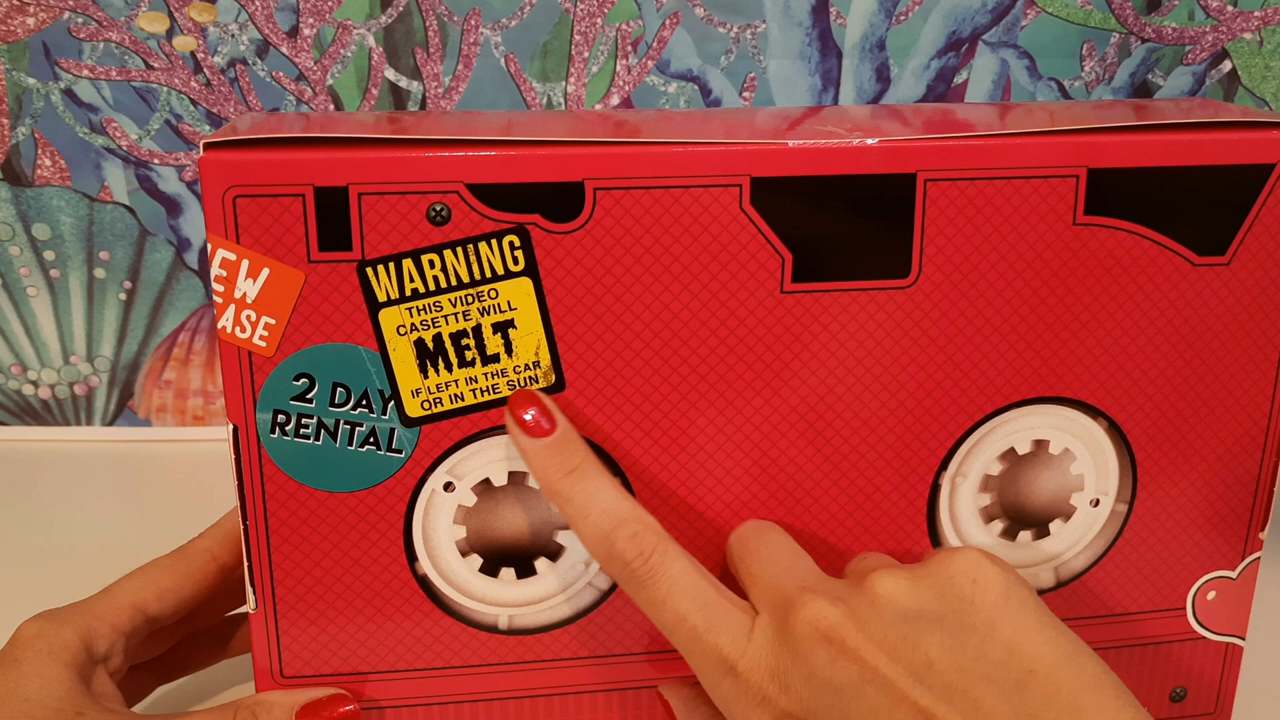 EW
EASE
WARNING
THIS VIDEO
CASETTE WILL
MELT
IF LEFT IN THE CAR
OR IN THE SUN
2 DAY
RENTAL